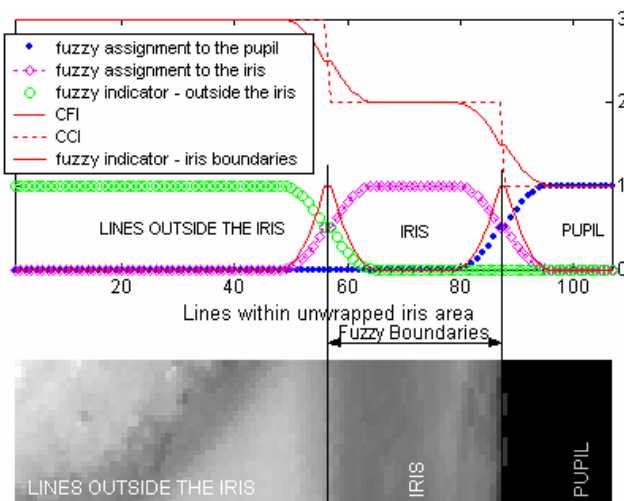 3
fuzzy assignment to the pupil
fuzzy assignment to the iris
fuzzy indicator - outside the iris
CFI
CCI
fuzzy indicator - iris boundaries
2
1
LINES OUTSIDE THE IRIS
IRIS
PUPIL
0
20
40
60
80
100
Lines within unwrapped iris area
Fuzzy Boundaries
LINES OUTSIDE THE IRIS
IRIS
PUPIL